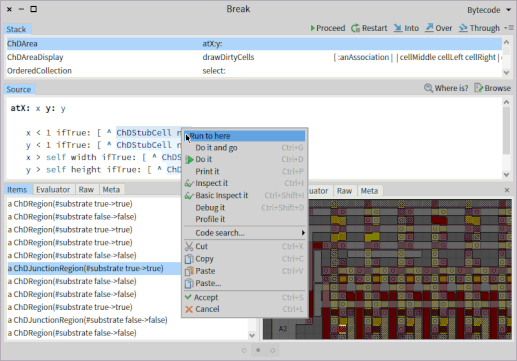 Break
Bytecode
Stack
Proceed Restart Into Over Through
ChDArea atX:y:
ChDAreaDisplay drawDirtyCells [ :anAssociation | | cellMiddle cellLeft cellRight | c
OrderedCollection select:
Source
Where is? Browse
atX: x y: y
x < 1 ifTrue: [ ^ ChDStubCell n
y < 1 ifTrue: [ ^ ChDStubCell
x > self width ifTrue: [ ^ ChDS
y > self height ifTrue: [ ^ ChD
Run to here
Do it and go Ctrl+G
Do it Ctrl+D
Print it Ctrl+P
Inspect it Ctrl+I
Basic Inspect it Ctrl+Shift+I
Debug it Ctrl+Shift+D
Profile it
Code search...
Cut Ctrl+X
Copy Ctrl+C
Paste Ctrl+V
Paste...
Accept Ctrl+S
Cancel Ctrl+L
Items Evaluator Raw Meta
a ChDRegion(#substrate true->true)
a ChDRegion(#substrate false->false)
a ChDRegion(#substrate true->true)
a ChDRegion(#substrate false->false)
a ChDRegion(#substrate true->true)
a ChDJunctionRegion(#substrate true->true)
a ChDRegion(#substrate false->false)
a ChDRegion(#substrate false->false)
a ChDRegion(#substrate true->true)
a ChDJunctionRegion(#substrate false->false)
a ChDRegion(#substrate false->false)
uator Raw Meta
A2